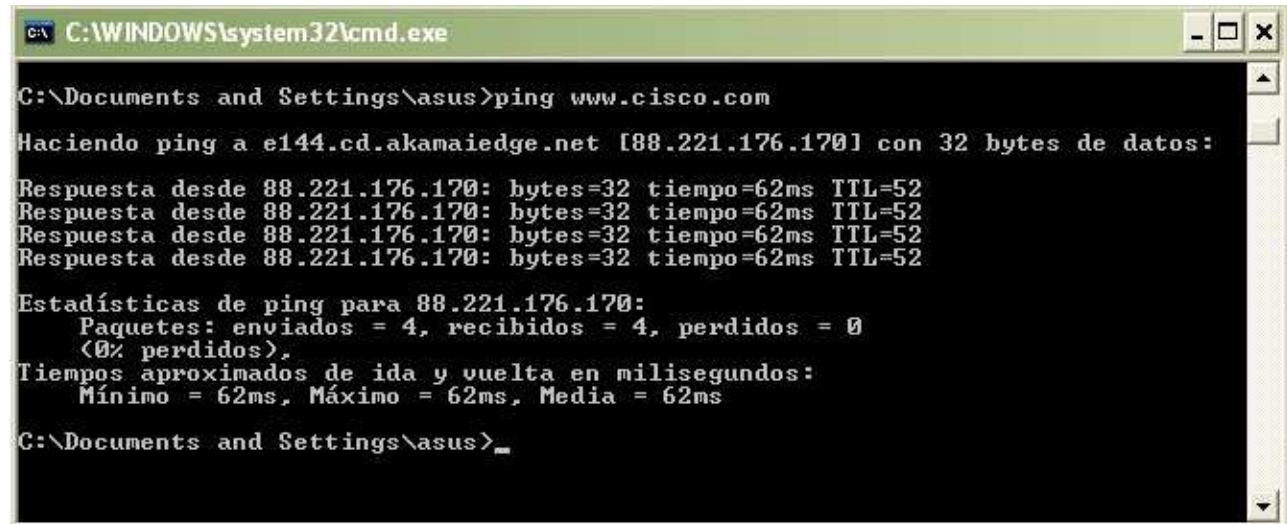 C:\WINDOWS\system32\cmd.exe
C:\Documents and Settings\asus>ping www.cisco.com
Haciendo ping a e144.cd.akamaiedge.net [88.221.176.170] con 32 bytes de datos:
Respuesta desde 88.221.176.170: bytes=32 tiempo=62ms TTL=52
Respuesta desde 88.221.176.170: bytes=32 tiempo=62ms TTL=52
Respuesta desde 88.221.176.170: bytes=32 tiempo=62ms TTL=52
Respuesta desde 88.221.176.170: bytes=32 tiempo=62ms TTL=52
Estadísticas de ping para 88.221.176.170:
    Paquetes: enviados = 4, recibidos = 4, perdidos = 0
    (0% perdidos),
Tiempos aproximados de ida y vuelta en milisegundos:
    Mínimo = 62ms, Máximo = 62ms, Media = 62ms
C:\Documents and Settings\asus>_